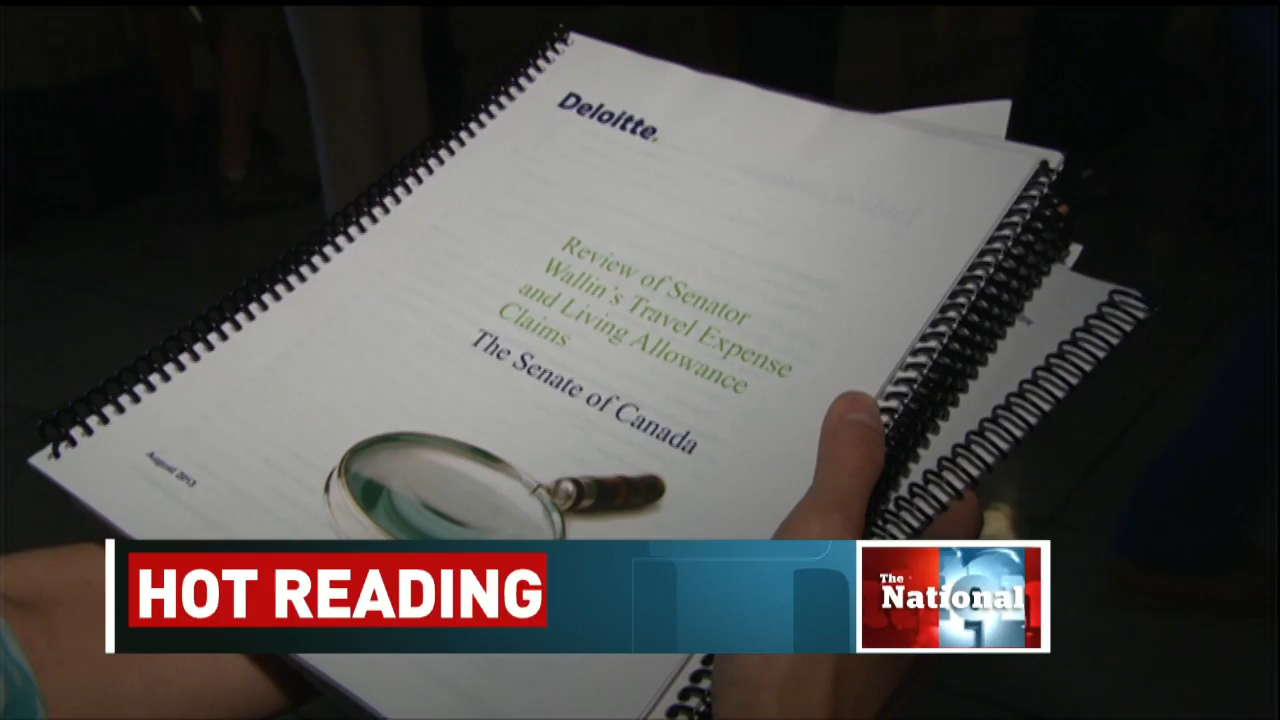 Deloitte.
Review of Senator
Wallin's Travel Expense
and Living Allowance
Claims
The Senate of Canada
August 2013
HOT READING
The
National